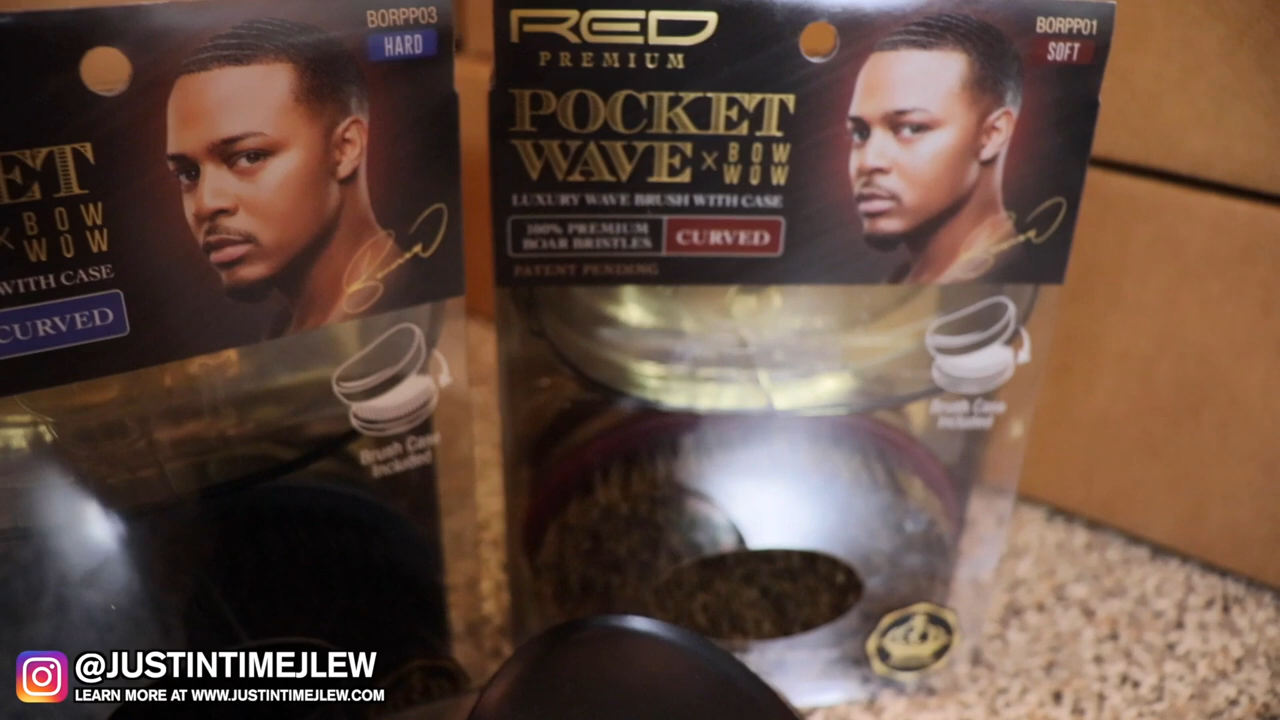 BORPP03
HARD
ET
× BOW
WOW
WITH CASE
CURVED
Brush Case
Included
RED
PREMIUM
BORPP01
SOFT
POCKET
WAVE × BOW
WOW
LUXURY WAVE BRUSH WITH CASE
100% PREMIUM
BOAR BRISTLES
CURVED
PATENT PENDING
Brush Case
Included
@JUSTINTIMEJLEW
LEARN MORE AT WWW.JUSTINTIMEJLEW.COM